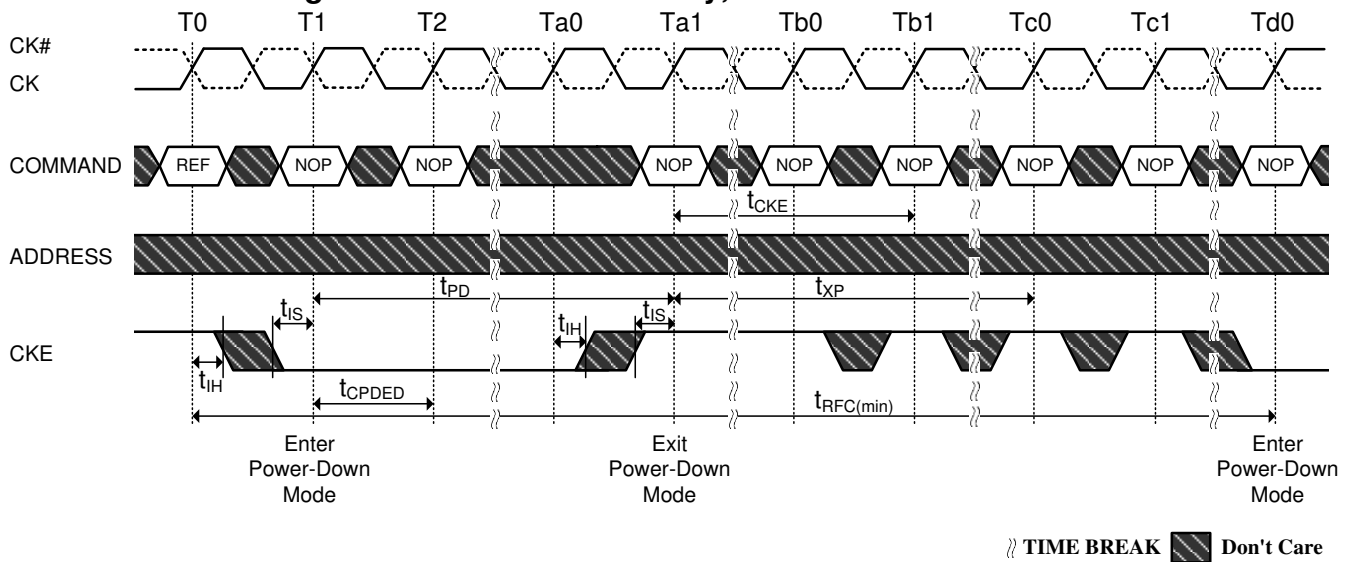 T0 T1 T2 Ta0 Ta1 Tb0 Tb1 Tc0 Tc1 Td0
CK#
CK
COMMAND REF NOP NOP NOP NOP NOP NOP NOP NOP
tCKE
ADDRESS
tPD tXP
tIS tIH tIS
CKE
tIH
tCPDED tRFC(min)
Enter
Power-Down
Mode
Exit
Power-Down
Mode
Enter
Power-Down
Mode
TIME BREAK Don't Care